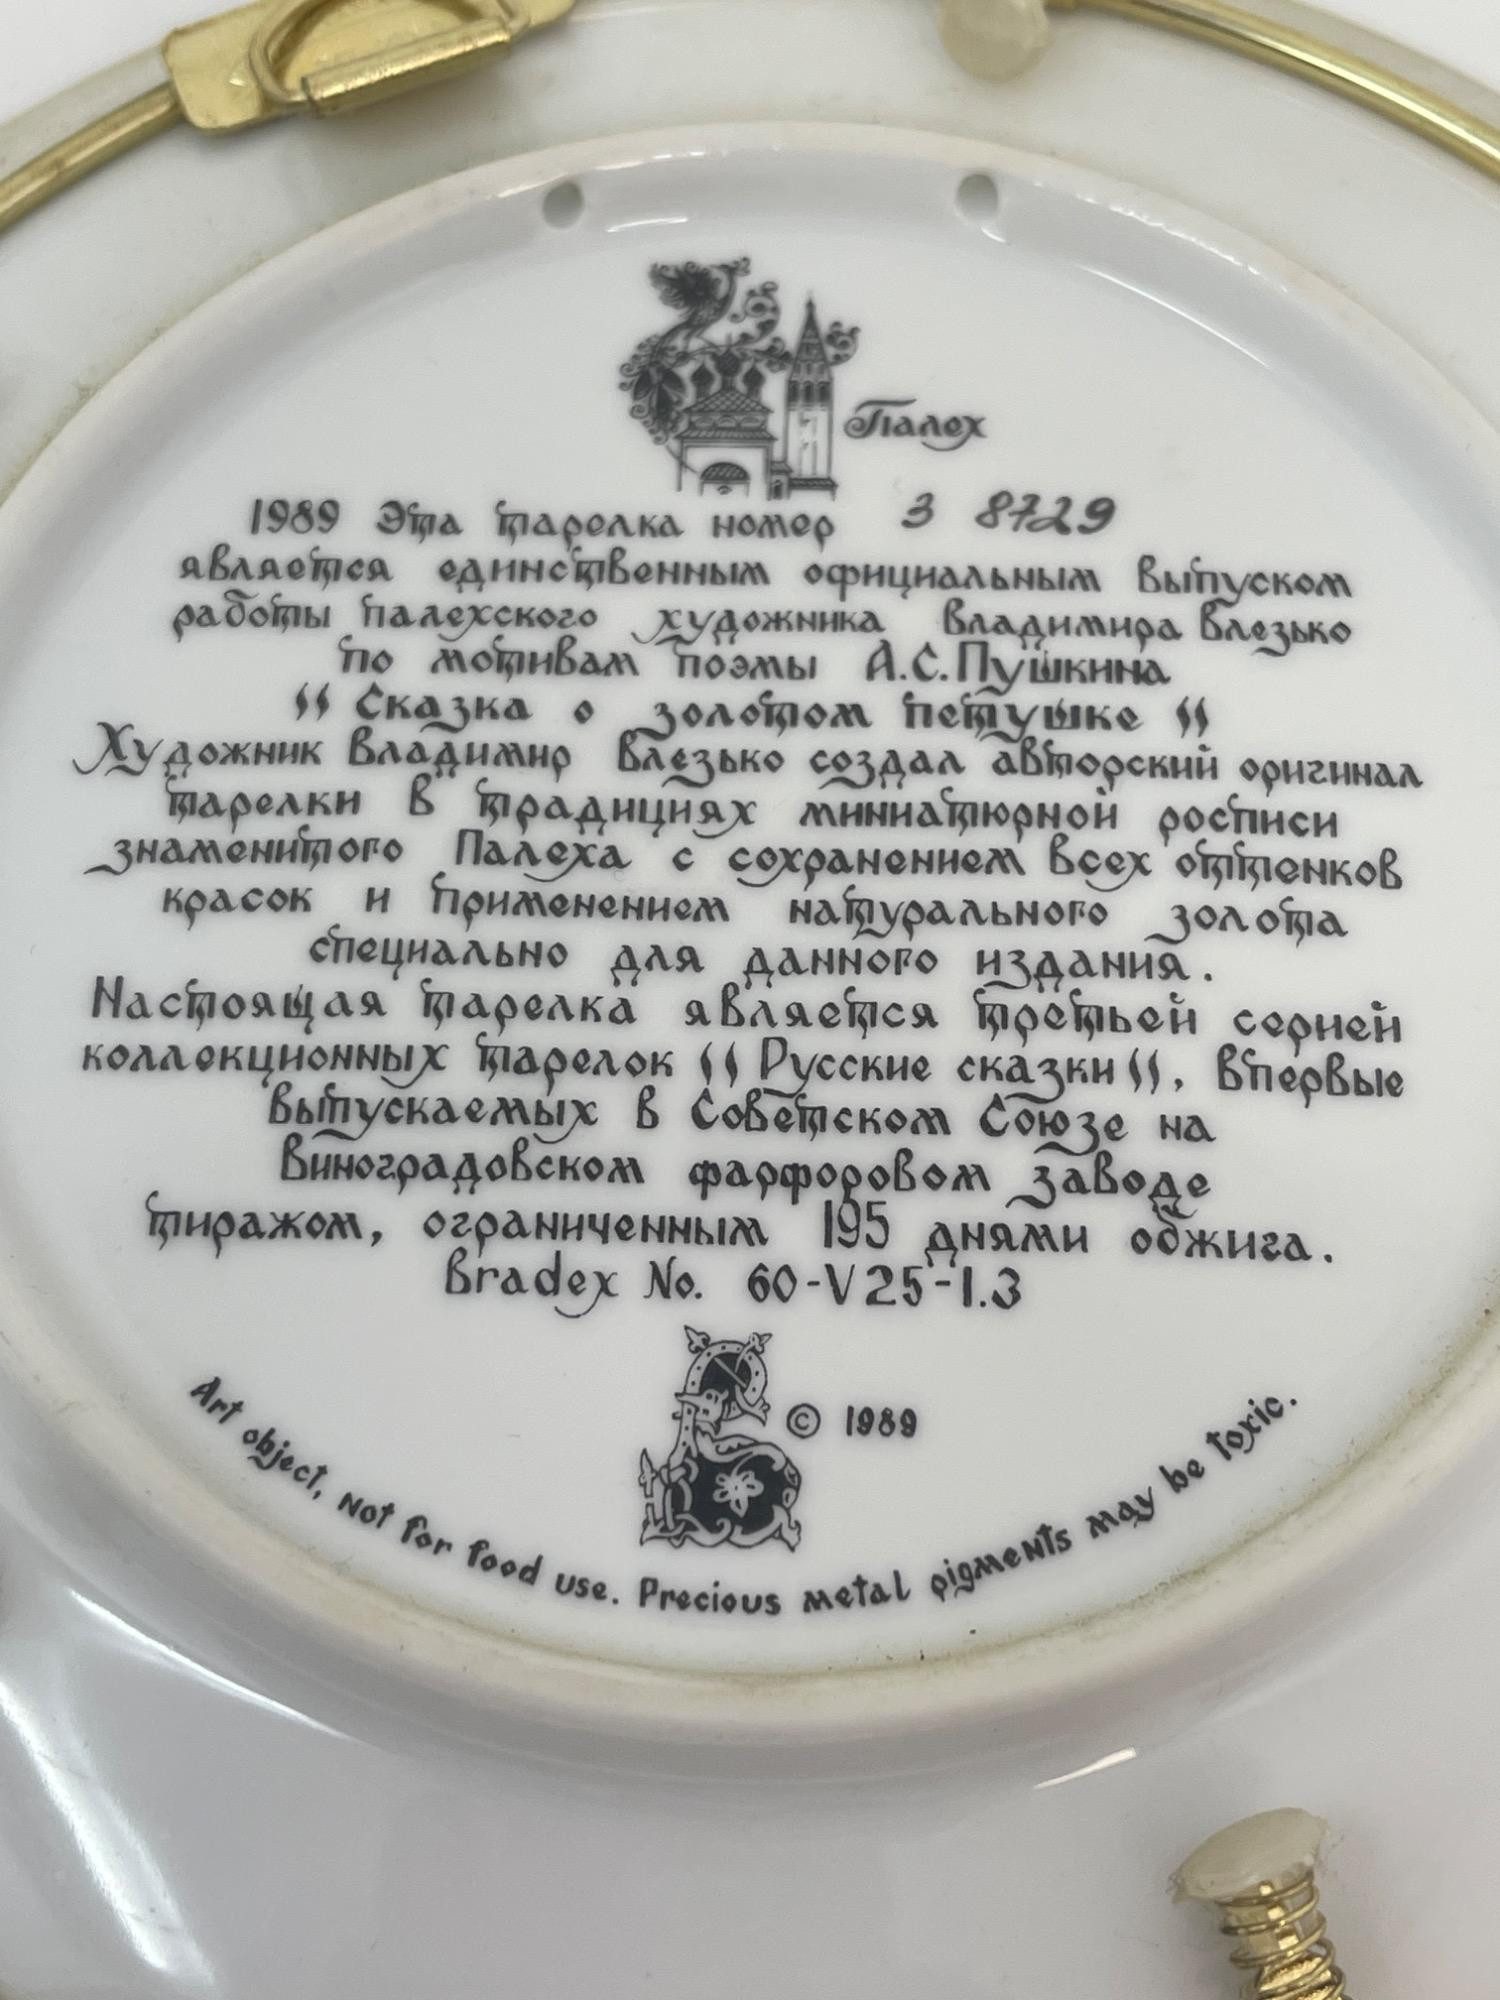 Палех
1989 Эта тарелка номер 3 8729
является единственным официальным выпуском
работы палехского художника Владимира Влезько
по мотивам поэмы А.С.Пушкина
"Сказка о золотом петушке"
Художник Владимир Влезько создал авторский оригинал
тарелки в традициях миниатюрной росписи
знаменитого Палеха с сохранением всех оттенков
красок и применением натурального золота
специально для данного издания.
Настоящая тарелка является третьей серией
коллекционных тарелок "Русские сказки", впервые
выпускаемых в Советском Союзе на
Виноградовском фарфоровом заводе
тиражом, ограниченным 195 днями обжига.
Bradex No. 60-V25-1.3
© 1989
Art object, Not for food use. Precious metal pigments may be toxic.